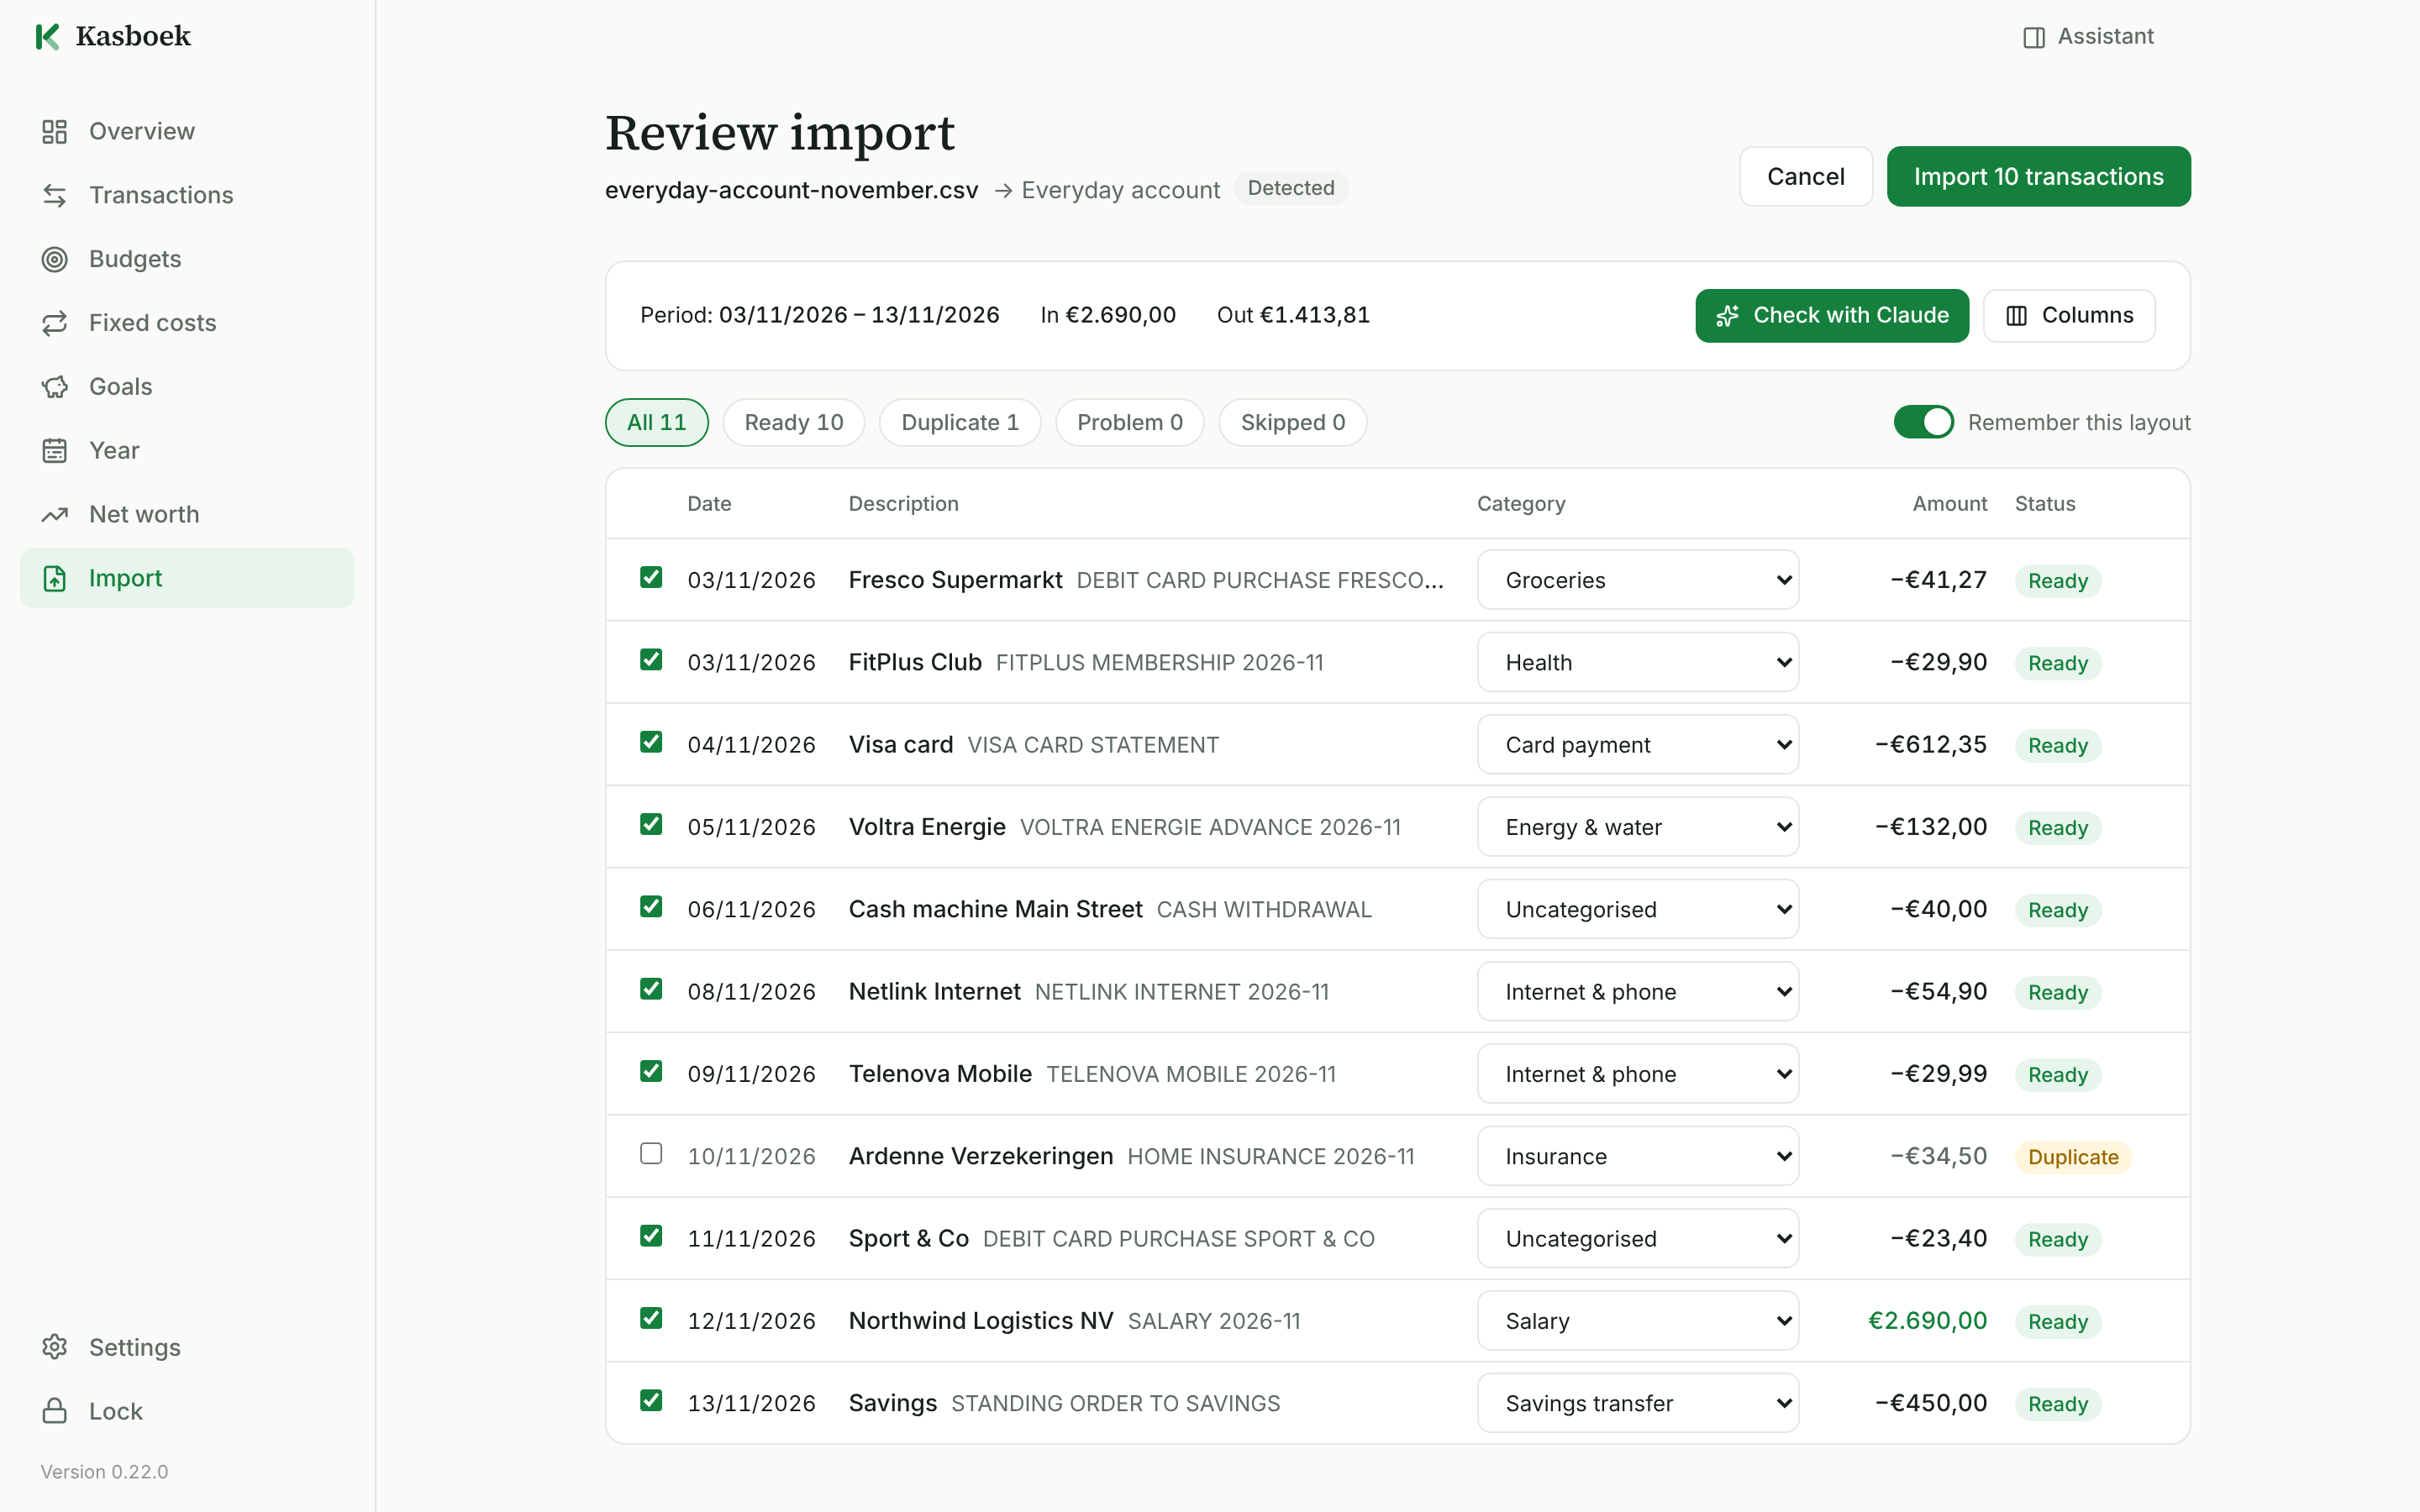 Kasboek
Assistant
Overview
Transactions
Budgets
Fixed costs
Goals
Year
Net worth
Import
Settings
Lock
Version 0.22.0
Review import
everyday-account-november.csv → Everyday account Detected
Cancel
Import 10 transactions
Period: 03/11/2026 – 13/11/2026 In €2.690,00 Out €1.413,81
Check with Claude
Columns
All 11 Ready 10 Duplicate 1 Problem 0 Skipped 0
Remember this layout
Date Description Category Amount Status
03/11/2026 Fresco Supermarkt DEBIT CARD PURCHASE FRESCO... Groceries −€41,27 Ready
03/11/2026 FitPlus Club FITPLUS MEMBERSHIP 2026-11 Health −€29,90 Ready
04/11/2026 Visa card VISA CARD STATEMENT Card payment −€612,35 Ready
05/11/2026 Voltra Energie VOLTRA ENERGIE ADVANCE 2026-11 Energy & water −€132,00 Ready
06/11/2026 Cash machine Main Street CASH WITHDRAWAL Uncategorised −€40,00 Ready
08/11/2026 Netlink Internet NETLINK INTERNET 2026-11 Internet & phone −€54,90 Ready
09/11/2026 Telenova Mobile TELENOVA MOBILE 2026-11 Internet & phone −€29,99 Ready
10/11/2026 Ardenne Verzekeringen HOME INSURANCE 2026-11 Insurance −€34,50 Duplicate
11/11/2026 Sport & Co DEBIT CARD PURCHASE SPORT & CO Uncategorised −€23,40 Ready
12/11/2026 Northwind Logistics NV SALARY 2026-11 Salary €2.690,00 Ready
13/11/2026 Savings STANDING ORDER TO SAVINGS Savings transfer −€450,00 Ready